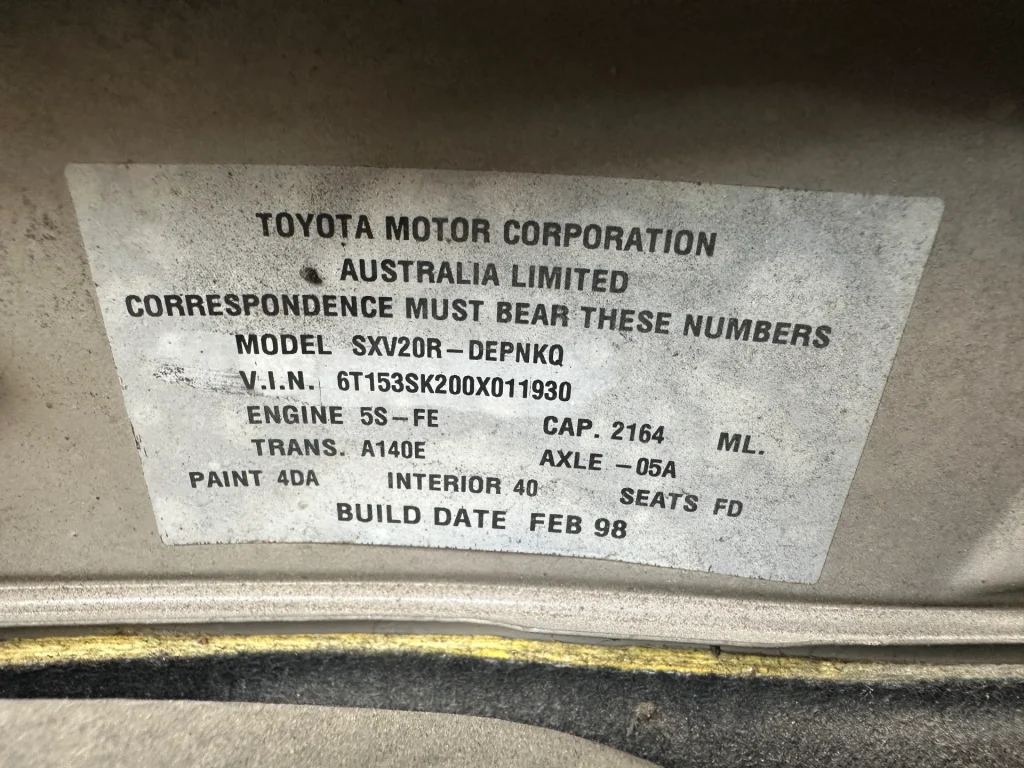 TOYOTA MOTOR CORPORATION
AUSTRALIA LIMITED
CORRESPONDENCE MUST BEAR THESE NUMBERS
MODEL SXV20R-DEPNKQ
V.I.N. 6T153SK200X011930
ENGINE 5S-FE CAP. 2164 ML.
TRANS. A140E AXLE -05A
PAINT 4DA INTERIOR 40 SEATS FD
BUILD DATE FEB 98